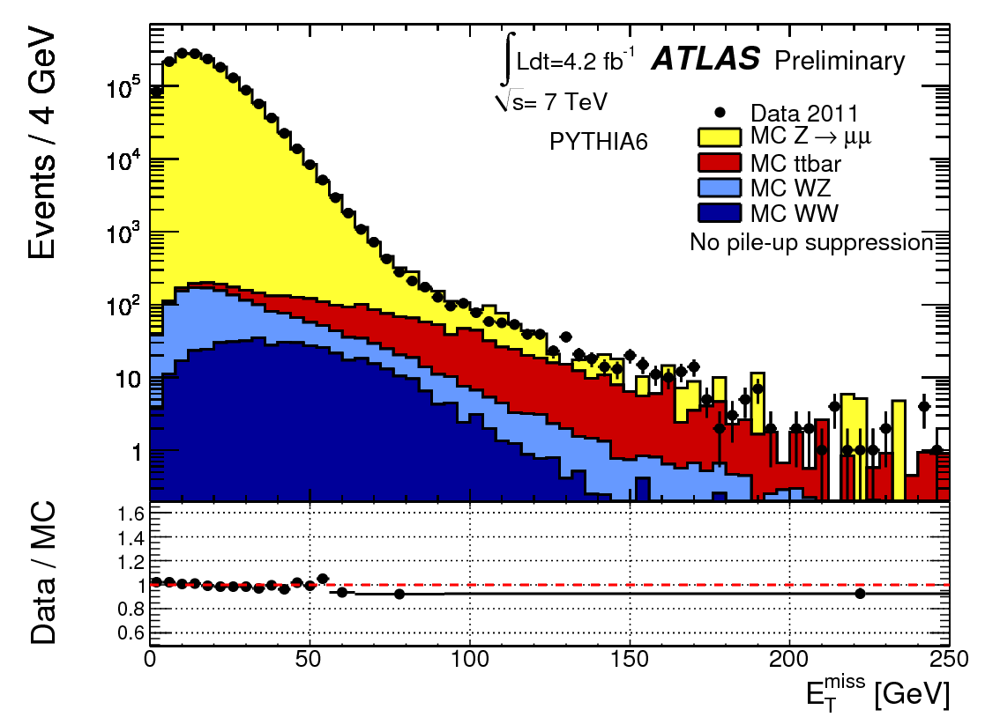 Events / 4 GeV
10⁵
10⁴
10³
10²
10
1
∫ Ldt=4.2 fb⁻¹ ATLAS Preliminary
√s= 7 TeV
PYTHIA6
Data 2011
MC Z → μμ
MC ttbar
MC WZ
MC WW
No pile-up suppression
Data / MC
1.6
1.4
1.2
1
0.8
0.6
0 50 100 150 200 250
E_T^miss [GeV]